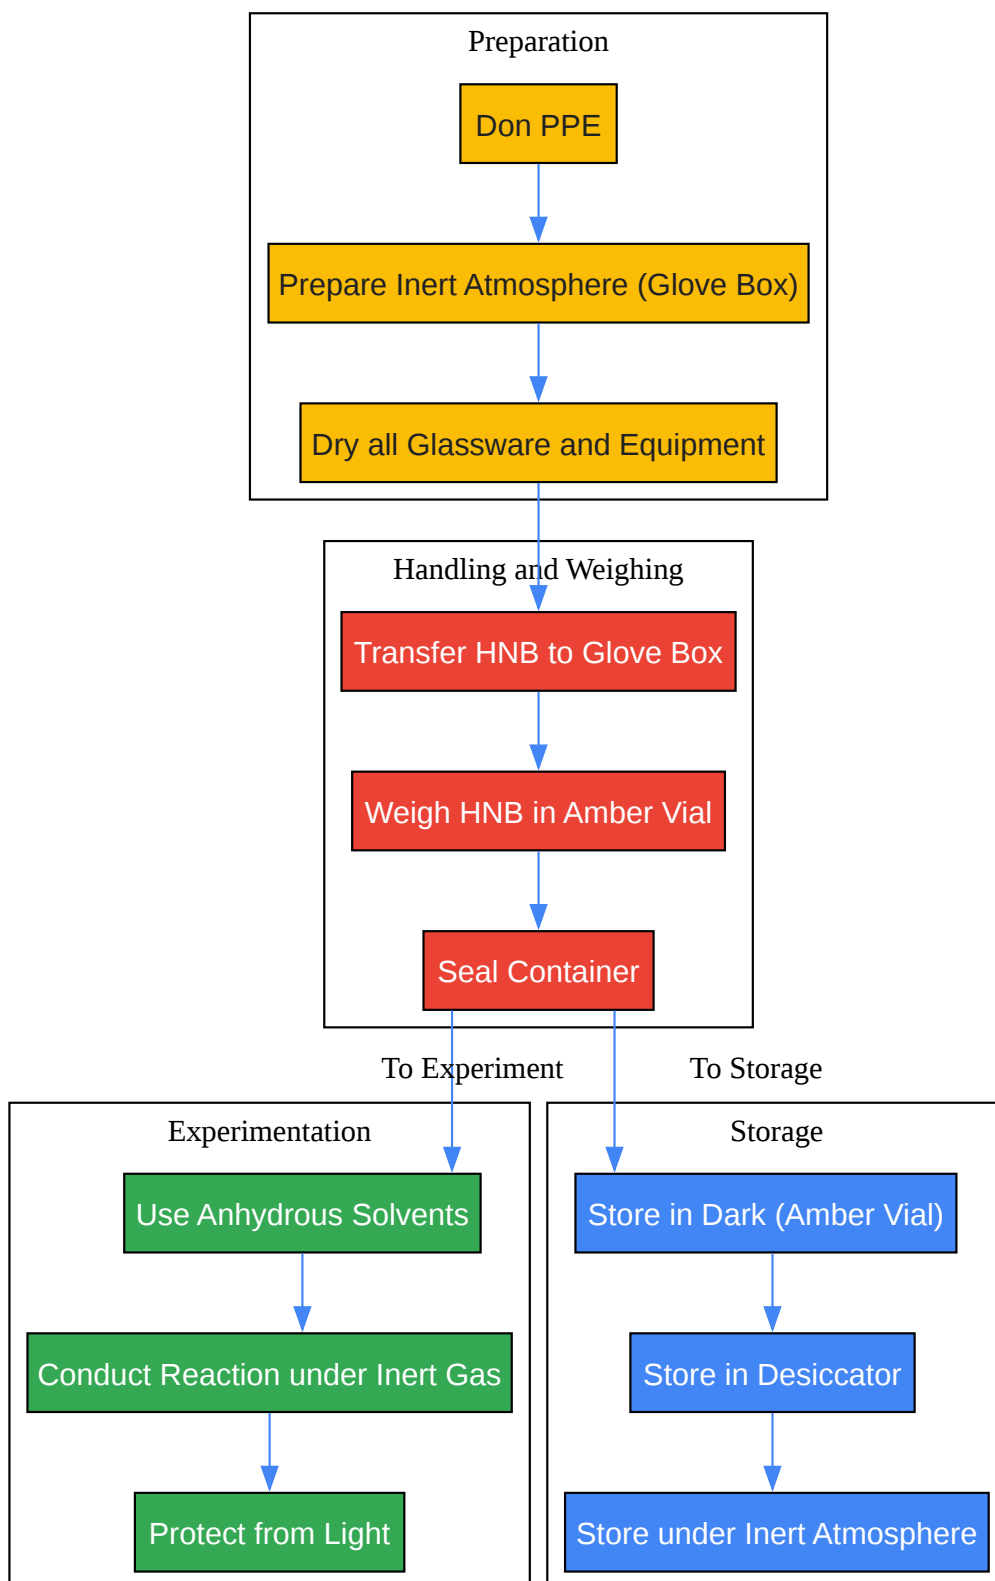 Preparation
Don PPE
Prepare Inert Atmosphere (Glove Box)
Dry all Glassware and Equipment
Handling and Weighing
Transfer HNB to Glove Box
Weigh HNB in Amber Vial
Seal Container
To Experiment
To Storage
Experimentation
Use Anhydrous Solvents
Conduct Reaction under Inert Gas
Protect from Light
Storage
Store in Dark (Amber Vial)
Store in Desiccator
Store under Inert Atmosphere